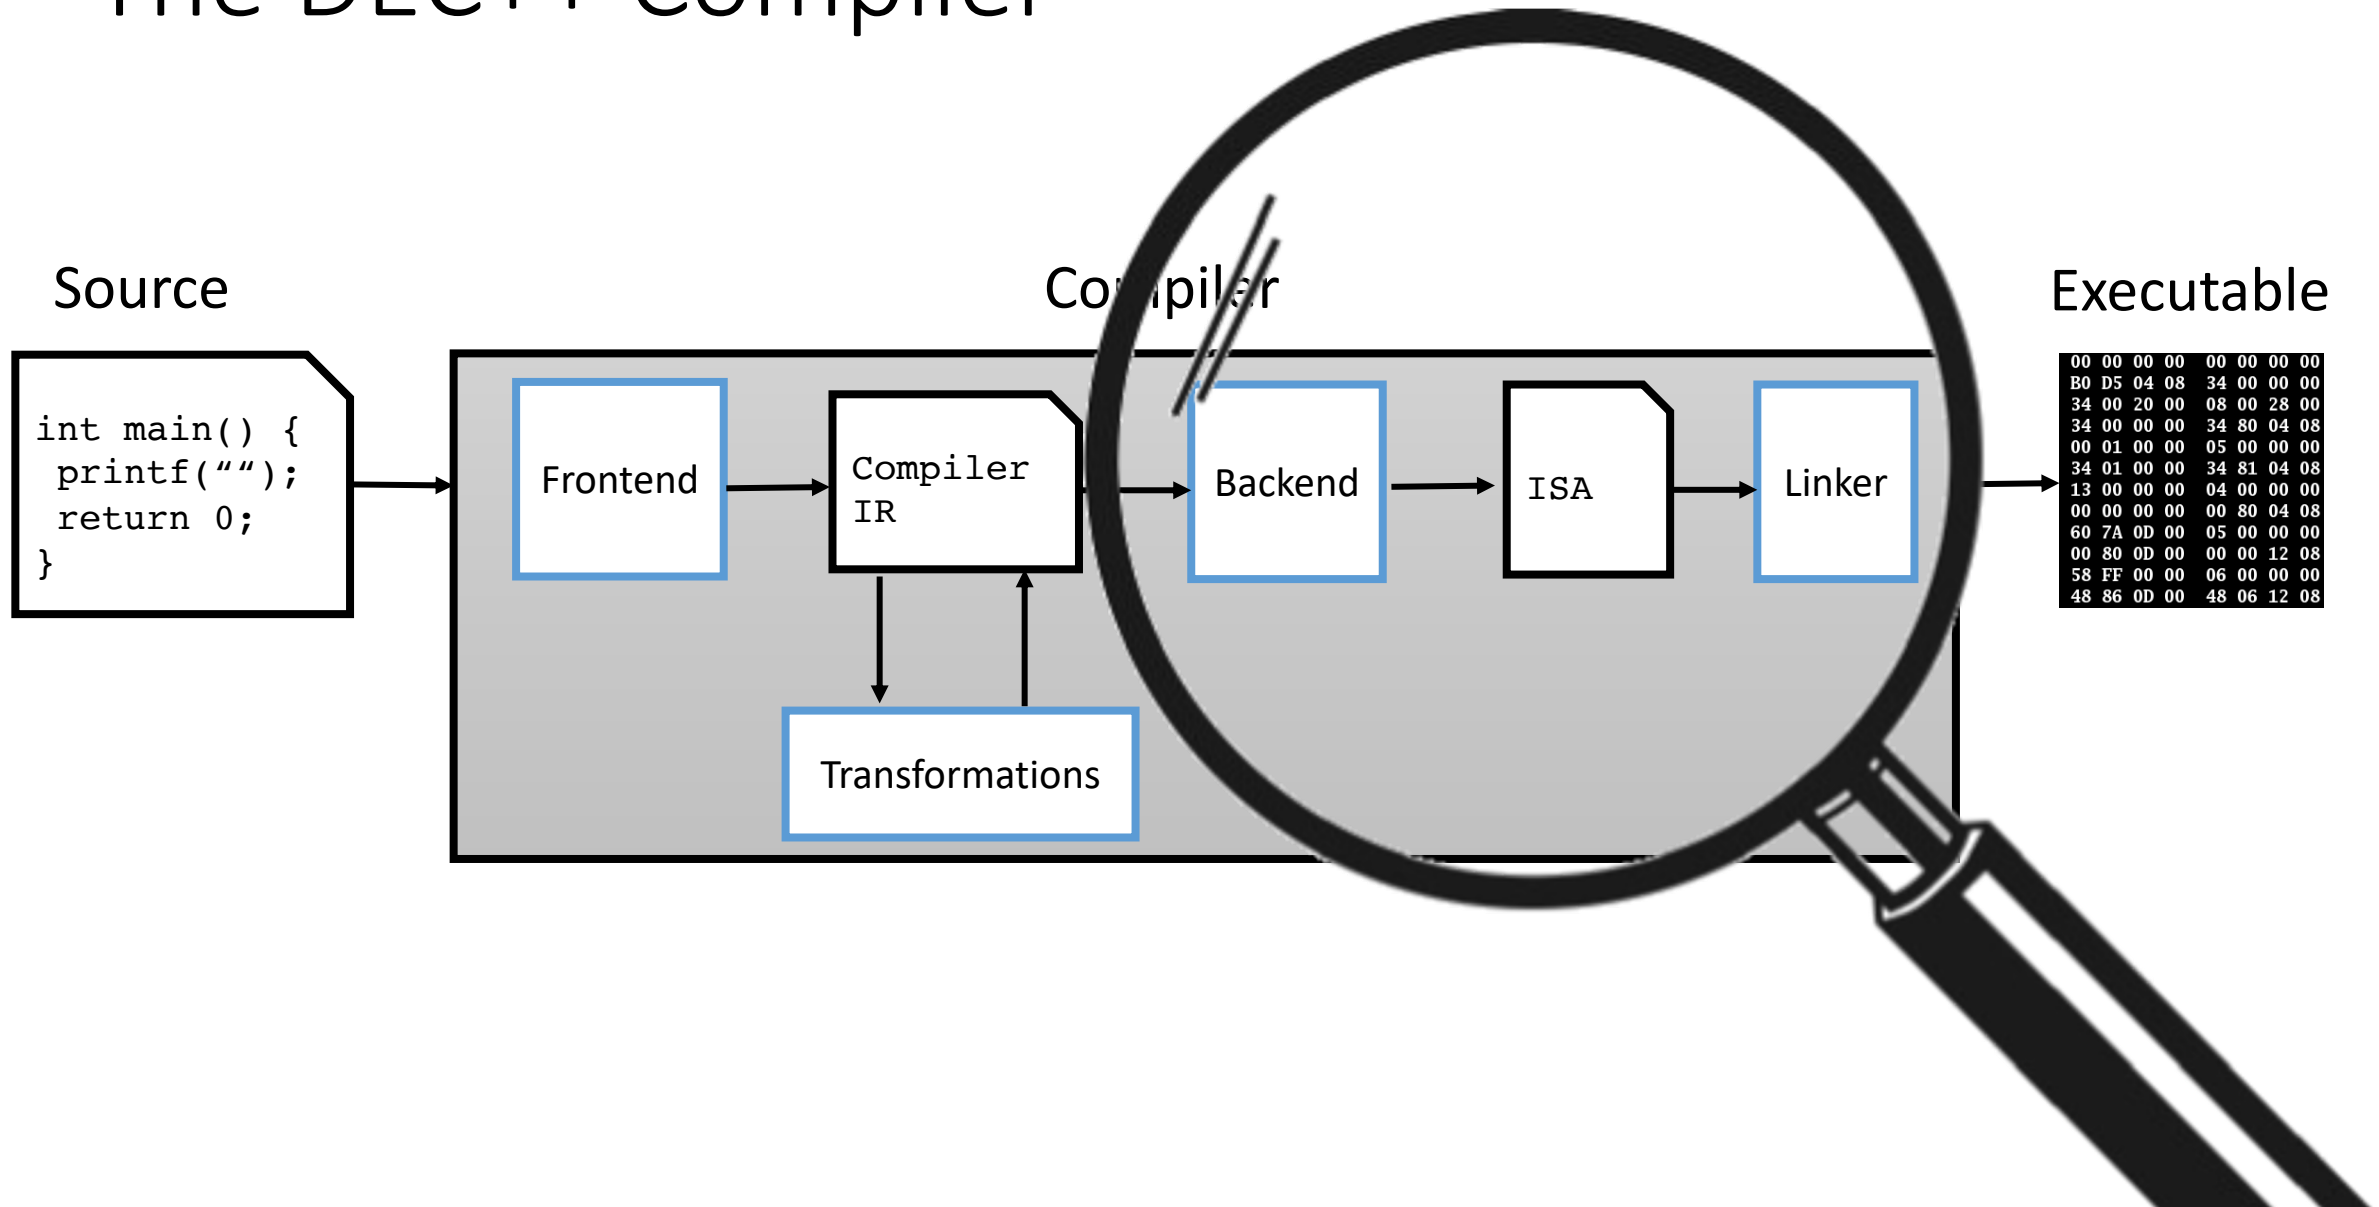 The DECT+ Compiler
Source
Compiler
Executable
int main() {
printf(““);
return 0;
}
Frontend
Compiler
IR
Backend
ISA
Linker
Transformations
00 00 00 00 00 00 00 00
B0 D5 04 08 34 00 00 00
34 00 20 00 08 00 28 00
34 00 00 00 34 80 04 08
00 01 00 00 05 00 00 00
34 01 00 00 34 81 04 08
13 00 00 00 04 00 00 00
00 00 00 00 00 80 04 08
60 7A 0D 00 05 00 00 00
00 80 0D 00 00 00 12 08
58 FF 00 00 06 00 00 00
48 86 0D 00 48 06 12 08